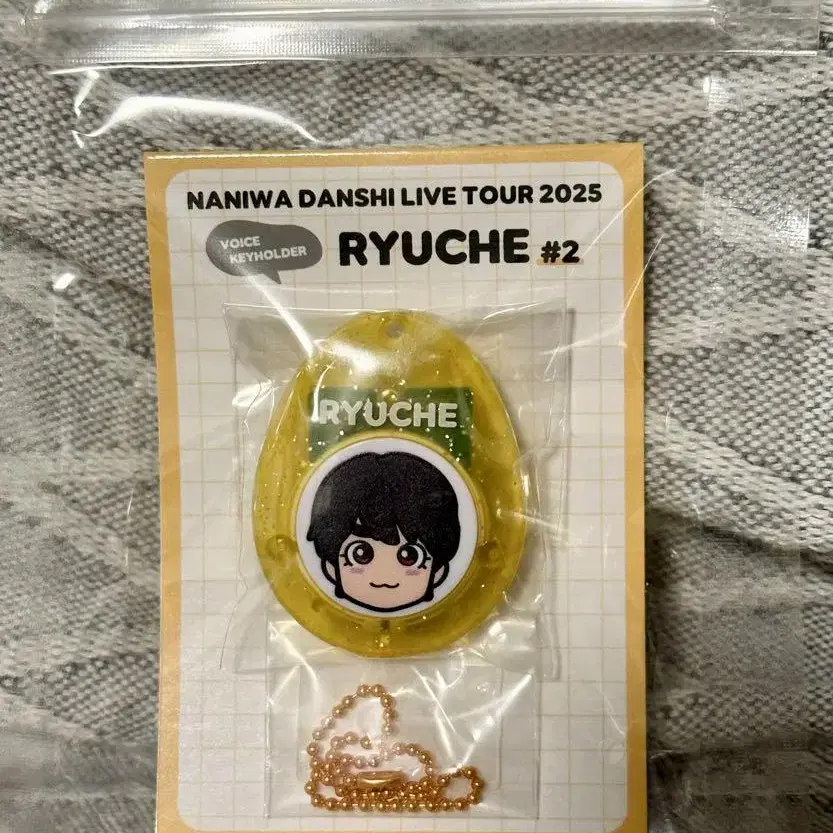 NANIWA DANSHI LIVE TOUR 2025
VOICE
KEYHOLDER
RYUCHE #2
RYUCHE